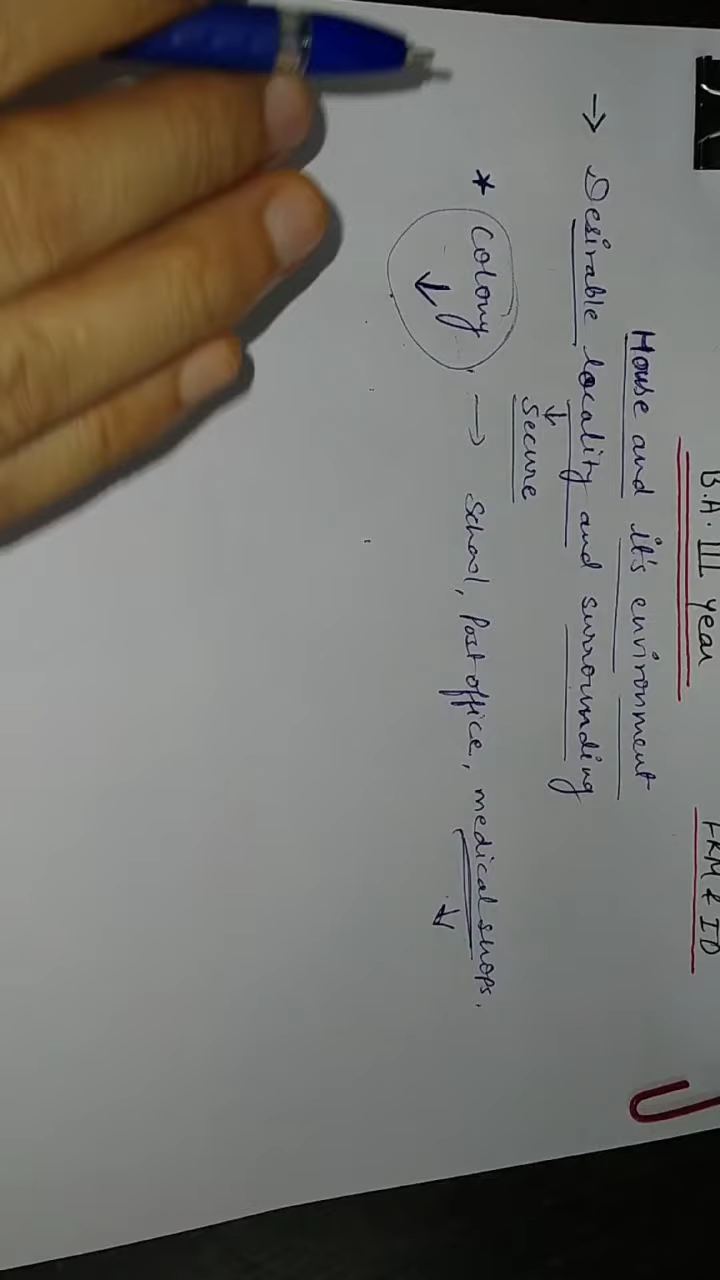 B.A. III year FRM & ID
House and it's environment
→ Desirable locality and surrounding
↓
Secure
* Colony → School, Post office, medical shops,
↓ ↓